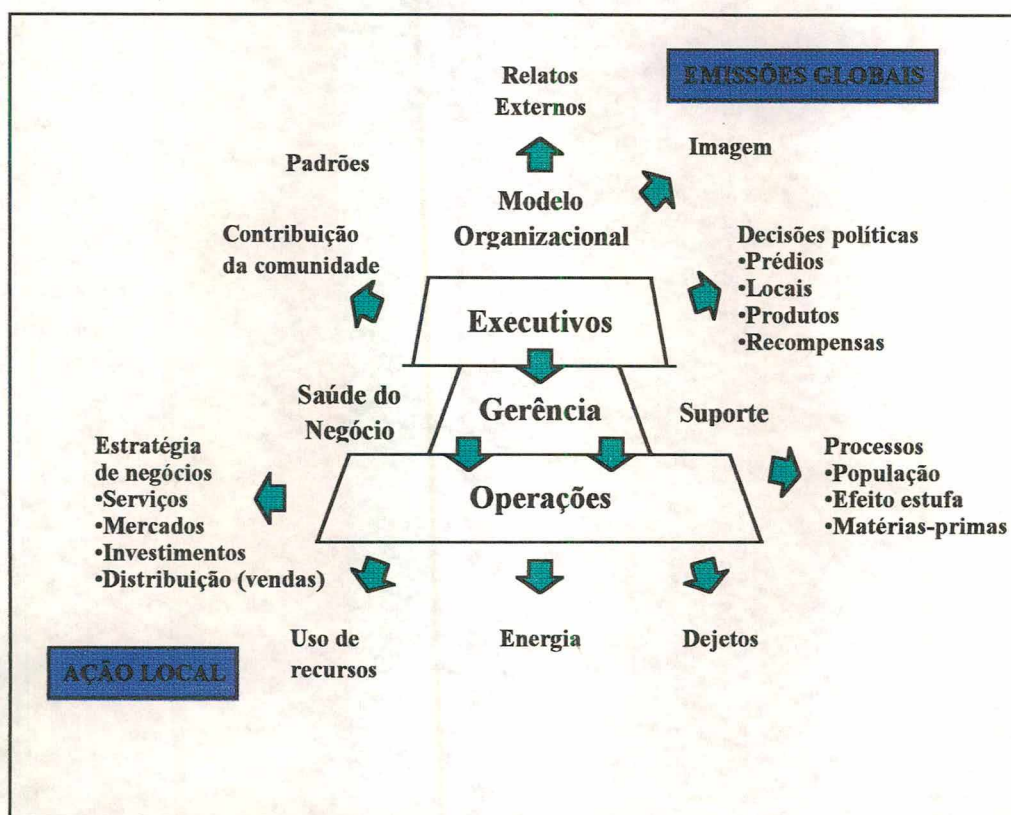 EMISSÕES GLOBAIS
Relatos
Externos
Imagem
Padrões
Modelo
Organizacional
Contribuição
da comunidade
Decisões políticas
•Prédios
•Locais
•Produtos
•Recompensas
Executivos
Saúde do
Negócio
Gerência
Suporte
Estratégia
de negócios
•Serviços
•Mercados
•Investimentos
•Distribuição (vendas)
Processos
•População
•Efeito estufa
•Matérias-primas
Operações
Uso de
recursos
Energia
Dejetos
AÇÃO LOCAL